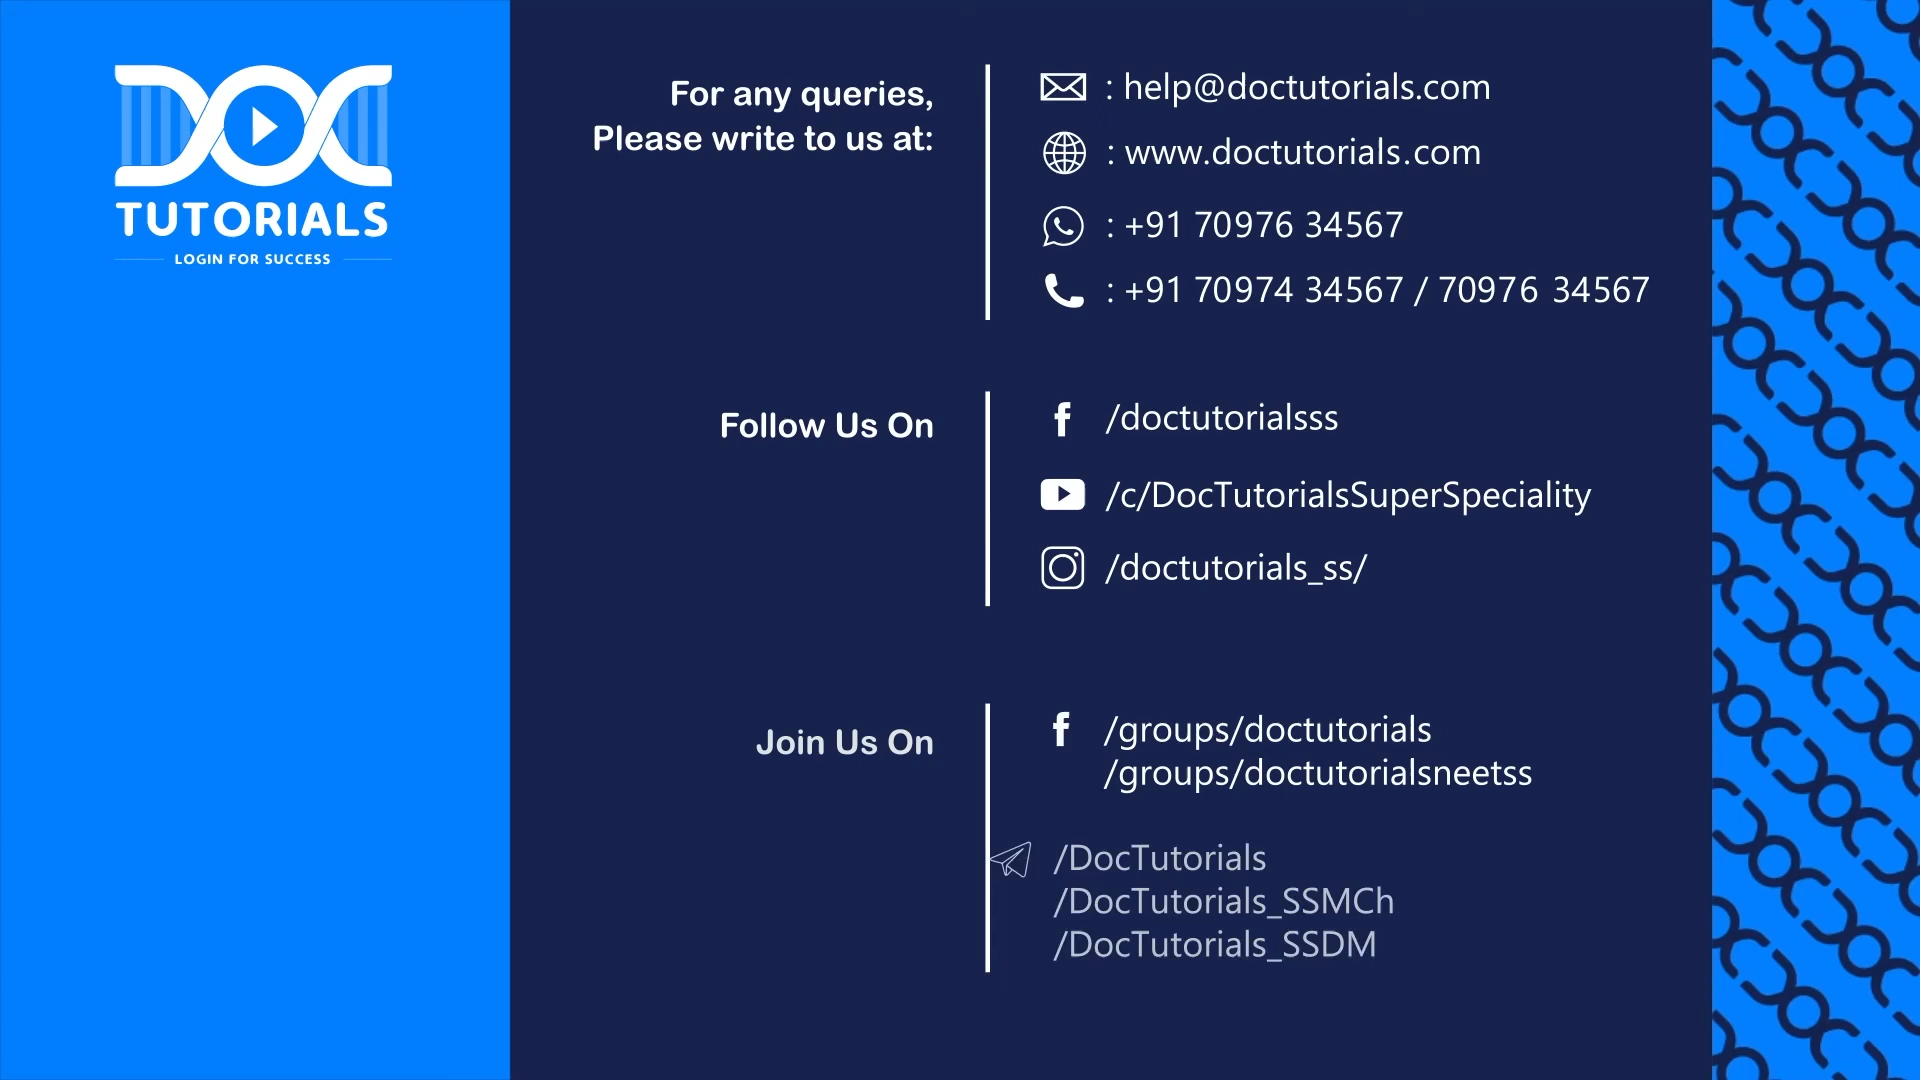 DOC
TUTORIALS
LOGIN FOR SUCCESS
For any queries,
Please write to us at:
: help@doctutorials.com
: www.doctutorials.com
: +91 70976 34567
: +91 70974 34567 / 70976 34567
Follow Us On
/doctutorialsss
/c/DocTutorialsSuperSpeciality
/doctutorials_ss/
Join Us On
/groups/doctutorials
/groups/doctutorialsneetss
/DocTutorials
/DocTutorials_SSMCh
/DocTutorials_SSDM